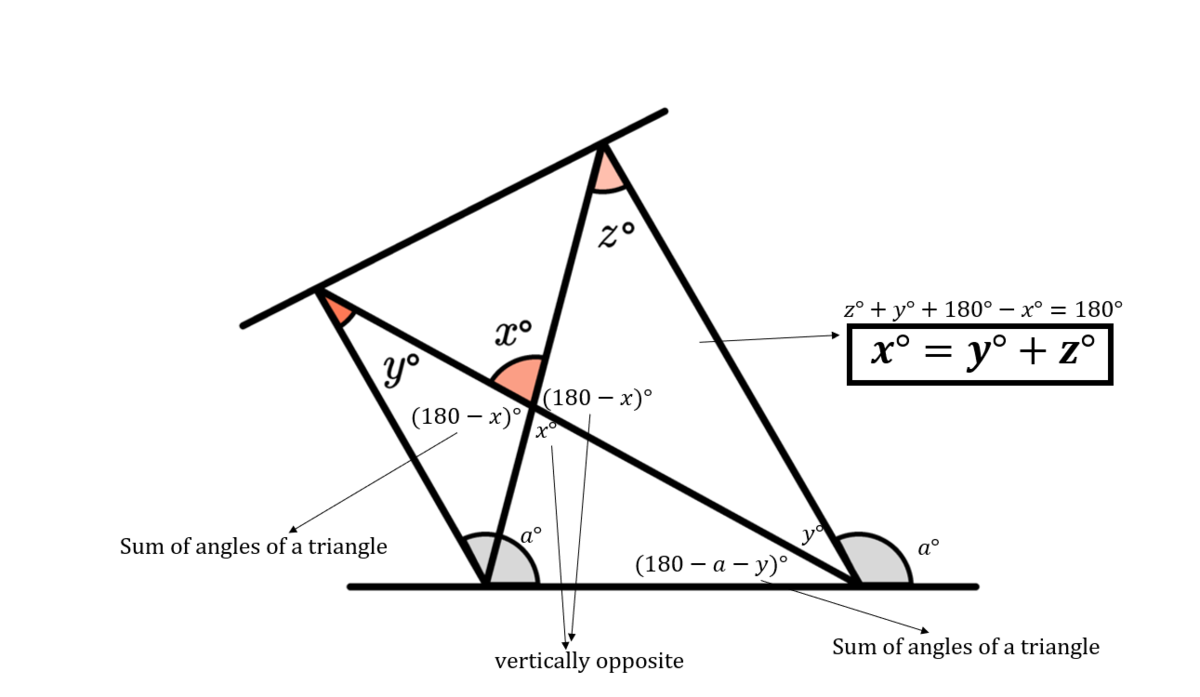 z°
z° + y° + 180° − x° = 180°
x°
x° = y° + z°
y°
(180 − x)°
(180 − x)°
x°
y°
a°
a°
Sum of angles of a triangle
(180 − a − y)°
Sum of angles of a triangle
vertically opposite